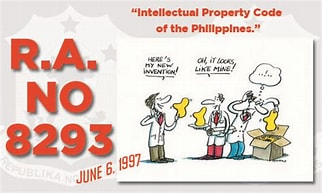 “Intellectual Property Code
of the Philippines.”
R.A.
NO
8293
JUNE 6, 1997
HERE'S
MY NEW
INVENTION!
OH, IT LOOKS,
LIKE MINE!
...
REPUBLIKA NG